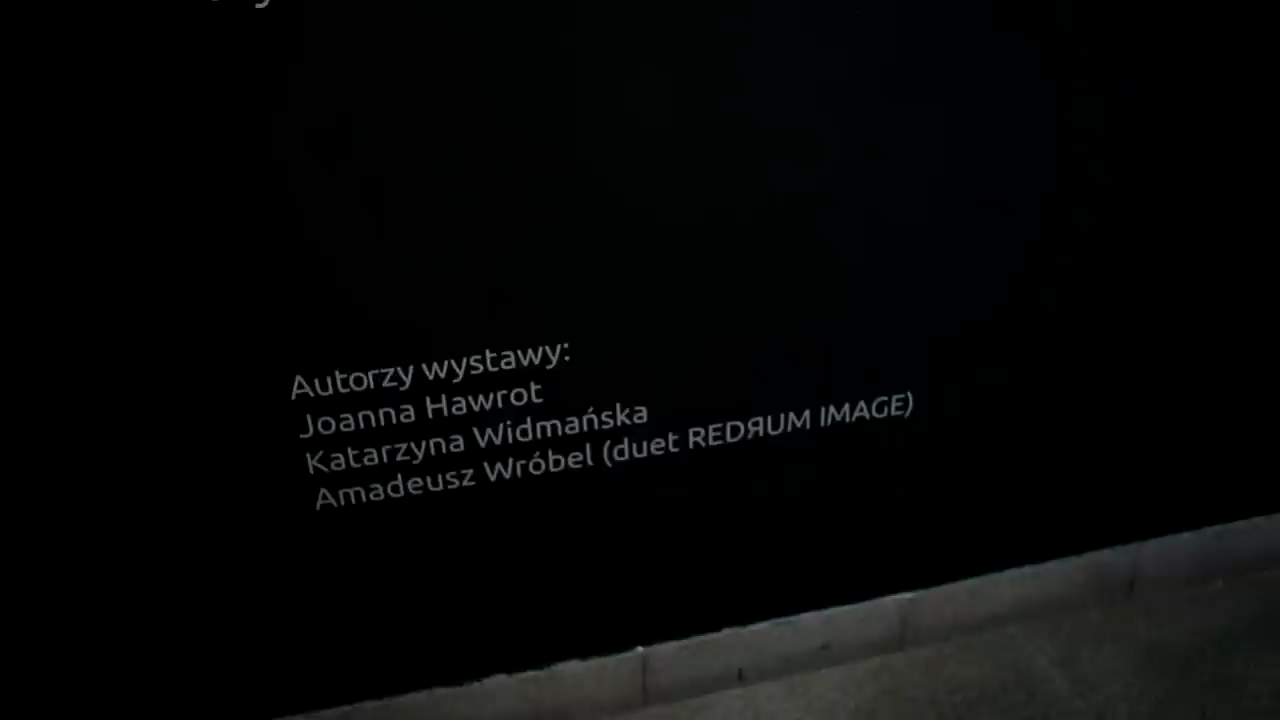 Autorzy wystawy:
Joanna Hawrot
Katarzyna Widmańska
Amadeusz Wróbel (duet REDЯUM IMAGE)